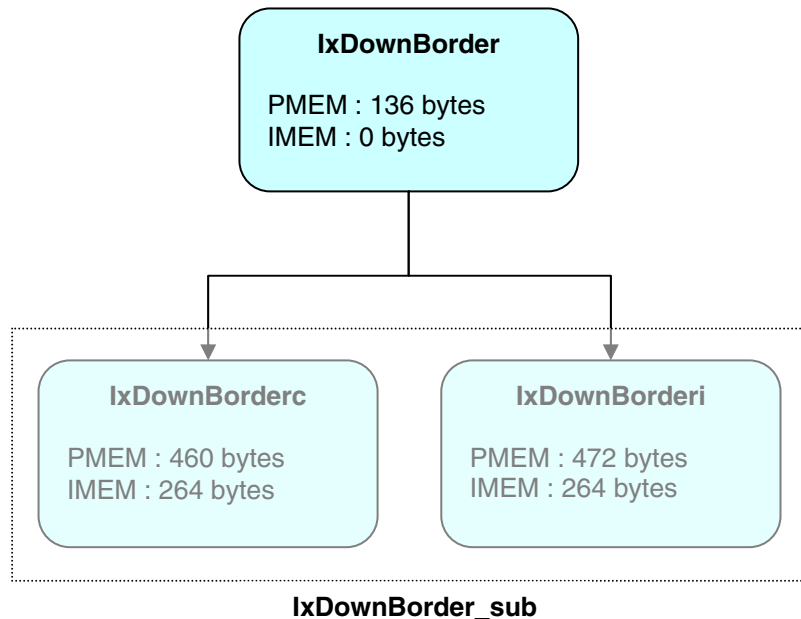 IxDownBorder
PMEM : 136 bytes
IMEM : 0 bytes
IxDownBorderc
PMEM : 460 bytes
IMEM : 264 bytes
IxDownBorderi
PMEM : 472 bytes
IMEM : 264 bytes
IxDownBorder_sub